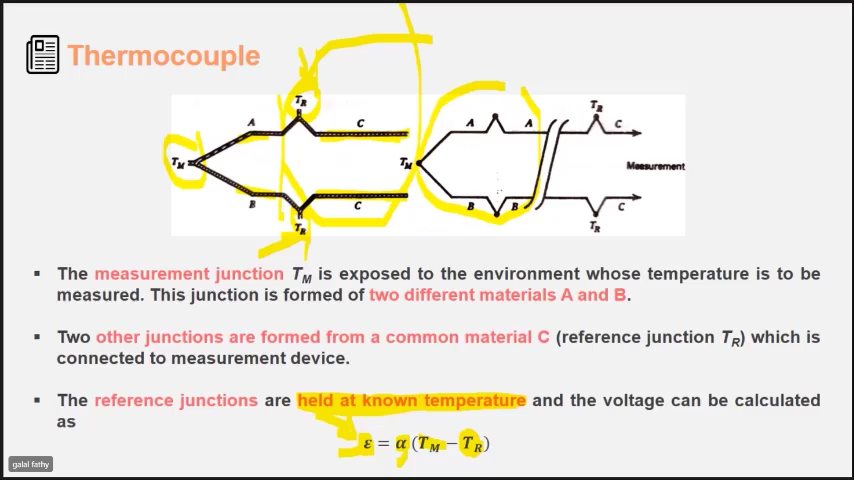 Thermocouple
T_R
A
C
T_M
B
C
T_R
T_M
A
A
T_R
C
Measurement
B
B
C
T_R
▪ The measurement junction T_M is exposed to the environment whose temperature is to be
measured. This junction is formed of two different materials A and B.
▪ Two other junctions are formed from a common material C (reference junction T_R) which is
connected to measurement device.
▪ The reference junctions are held at known temperature and the voltage can be calculated
as
ε = α (T_M − T_R)
galal fathy